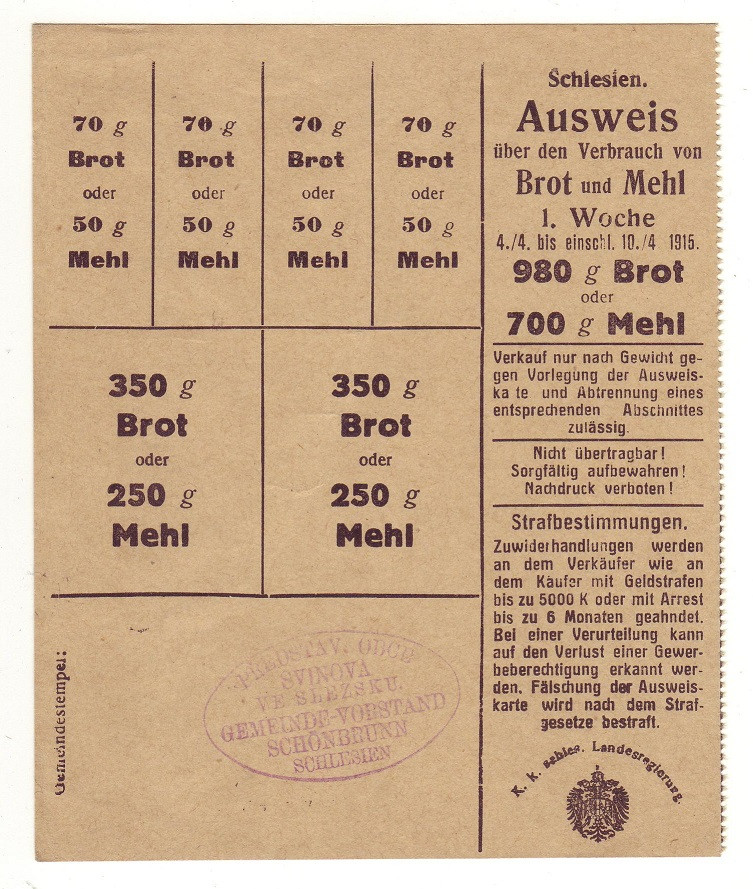 70 g
Brot
oder
50 g
Mehl
70 g
Brot
oder
50 g
Mehl
70 g
Brot
oder
50 g
Mehl
70 g
Brot
oder
50 g
Mehl
350 g
Brot
oder
250 g
Mehl
350 g
Brot
oder
250 g
Mehl
Gemeindestempel:
PŘEDSTAV. OBCE
SVINOVA
VE SLEZSKU.
GEMEINDE-VORSTAND
SCHÖNBRUNN
SCHLESIEN
Schlesien.
Ausweis
über den Verbrauch von
Brot und Mehl
1. Woche
4./4. bis einschl. 10./4 1915.
980 g Brot
oder
700 g Mehl
Verkauf nur nach Gewicht ge-
gen Vorlegung der Ausweis-
ka te und Abtrennung eines
entsprechenden Abschnittes
zulässig.
Nicht übertragbar!
Sorgfältig aufbewahren!
Nachdruck verboten!
Strafbestimmungen.
Zuwiderhandlungen werden
an dem Verkäufer wie an
dem Käufer mit Geldstrafen
bis zu 5000 K oder mit Arrest
bis zu 6 Monaten geahndet.
Bei einer Verurteilung kann
auf den Verlust einer Gewer-
beberechtigung erkannt wer-
den. Fälschung der Ausweis-
karte wird nach dem Straf-
gesetze bestraft.
K. k. schles. Landesregierung.